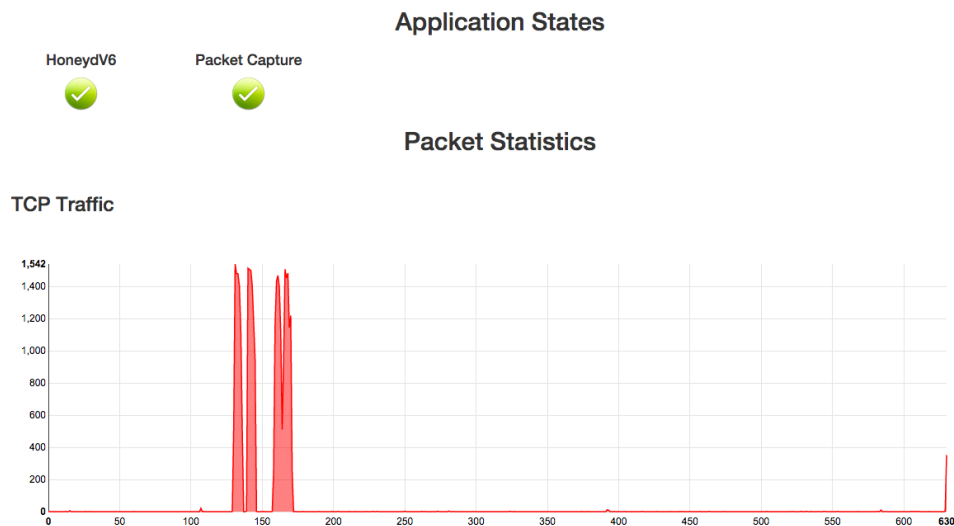 Application States
HoneydV6 Packet Capture
Packet Statistics
TCP Traffic
1,542
1,400
1,200
1,000
800
600
400
200
0
0 50 100 150 200 250 300 350 400 450 500 550 600 630